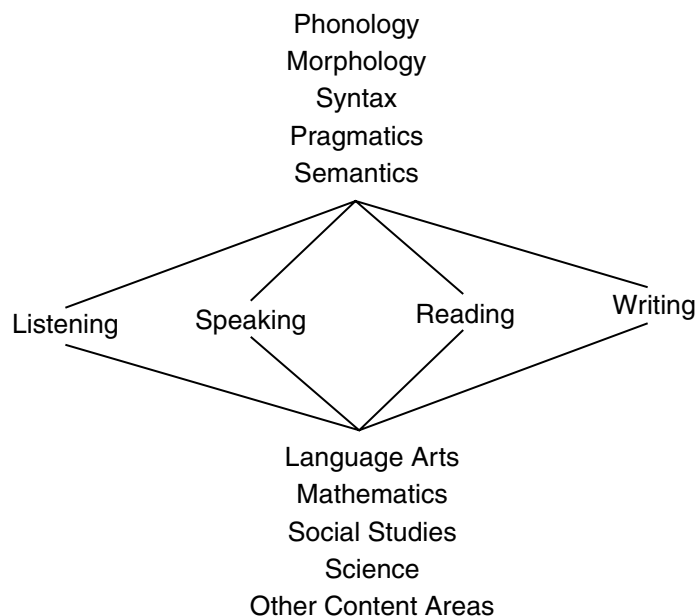 Phonology
Morphology
Syntax
Pragmatics
Semantics
Listening
Speaking
Reading
Writing
Language Arts
Mathematics
Social Studies
Science
Other Content Areas